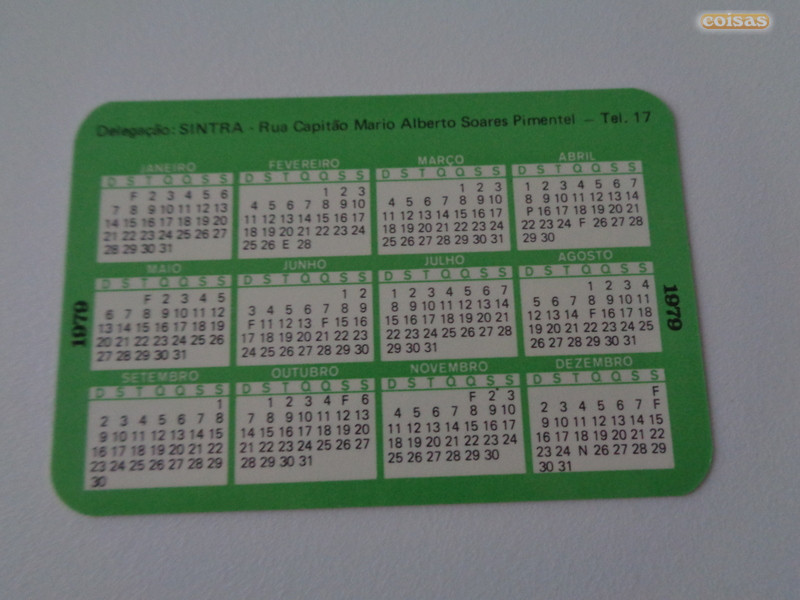 coisas
Delegação: SINTRA - Rua Capitão Mario Alberto Soares Pimentel — Tel. 17
JANEIRO
D S T Q Q S S
F 2 3 4 5 6
7 8 9 10 11 12 13
14 15 16 17 18 19 20
21 22 23 24 25 26 27
28 29 30 31
FEVEREIRO
D S T Q Q S S
1 2 3
4 5 6 7 8 9 10
11 12 13 14 15 16 17
18 19 20 21 22 23 24
25 26 E 28
MARÇO
D S T Q Q S S
1 2 3
4 5 6 7 8 9 10
11 12 13 14 15 16 17
18 19 20 21 22 23 24
25 26 27 28 29 30 31
ABRIL
D S T Q Q S S
1 2 3 4 5 6 7
8 9 10 11 12 F 14
P 16 17 18 19 20 21
22 23 24 F 26 27 28
29 30
1979
MAIO
D S T Q Q S S
F 2 3 4 5
6 7 8 9 10 11 12
13 14 15 16 17 18 19
20 21 22 23 24 25 26
27 28 29 30 31
JUNHO
D S T Q Q S S
1 2
3 4 5 6 7 8 9
F 11 12 13 F 15 16
17 18 19 20 21 22 23
24 25 26 27 28 29 30
JULHO
D S T Q Q S S
1 2 3 4 5 6 7
8 9 10 11 12 13 14
15 16 17 18 19 20 21
22 23 24 25 26 27 28
29 30 31
AGOSTO
D S T Q Q S S
1 2 3 4
5 6 7 8 9 10 11
12 13 14 F 16 17 18
19 20 21 22 23 24 25
26 27 28 29 30 31
1979
SETEMBRO
D S T Q Q S S
1
2 3 4 5 6 7 8
9 10 11 12 13 14 15
16 17 18 19 20 21 22
23 24 25 26 27 28 29
30
OUTUBRO
D S T Q Q S S
1 2 3 4 F 6
7 8 9 10 11 12 13
14 15 16 17 18 19 20
21 22 23 24 25 26 27
28 29 30 31
NOVEMBRO
D S T Q Q S S
F 2 3
4 5 6 7 8 9 10
11 12 13 14 15 16 17
18 19 20 21 22 23 24
25 26 27 28 29 30
DEZEMBRO
D S T Q Q S S
F
2 3 4 5 6 7 F
9 10 11 12 13 14 15
16 17 18 19 20 21 22
23 24 N 26 27 28 29
30 31